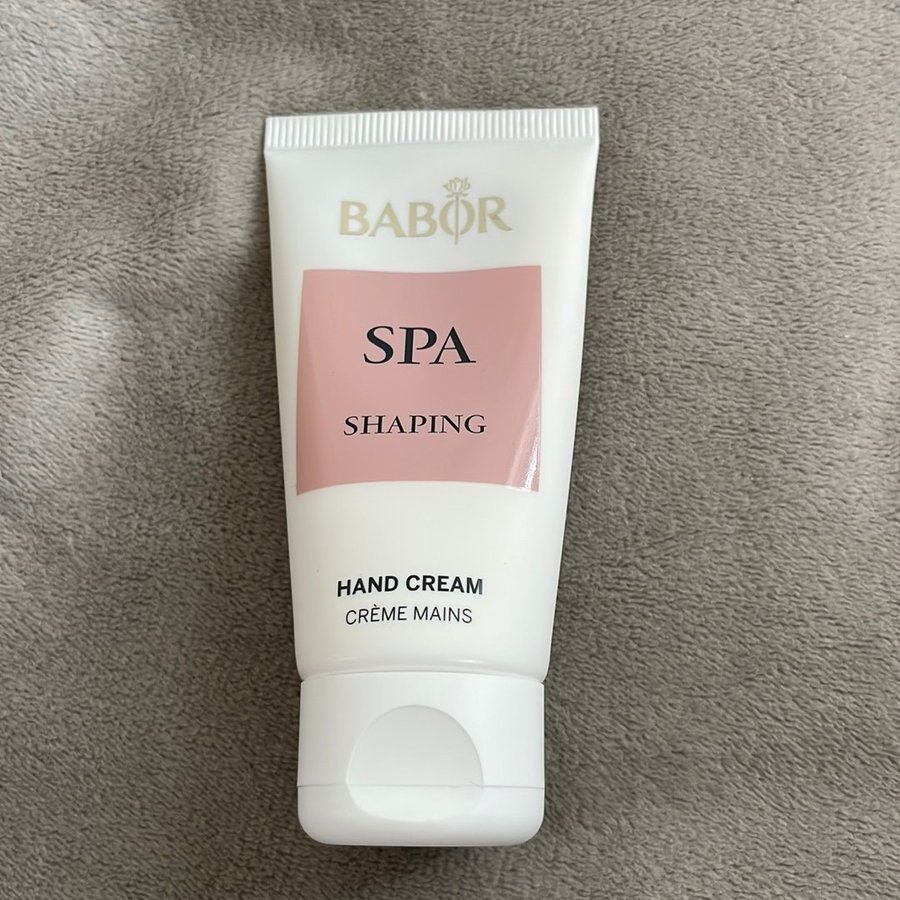 BABOR
SPA
SHAPING
HAND CREAM
CRÈME MAINS